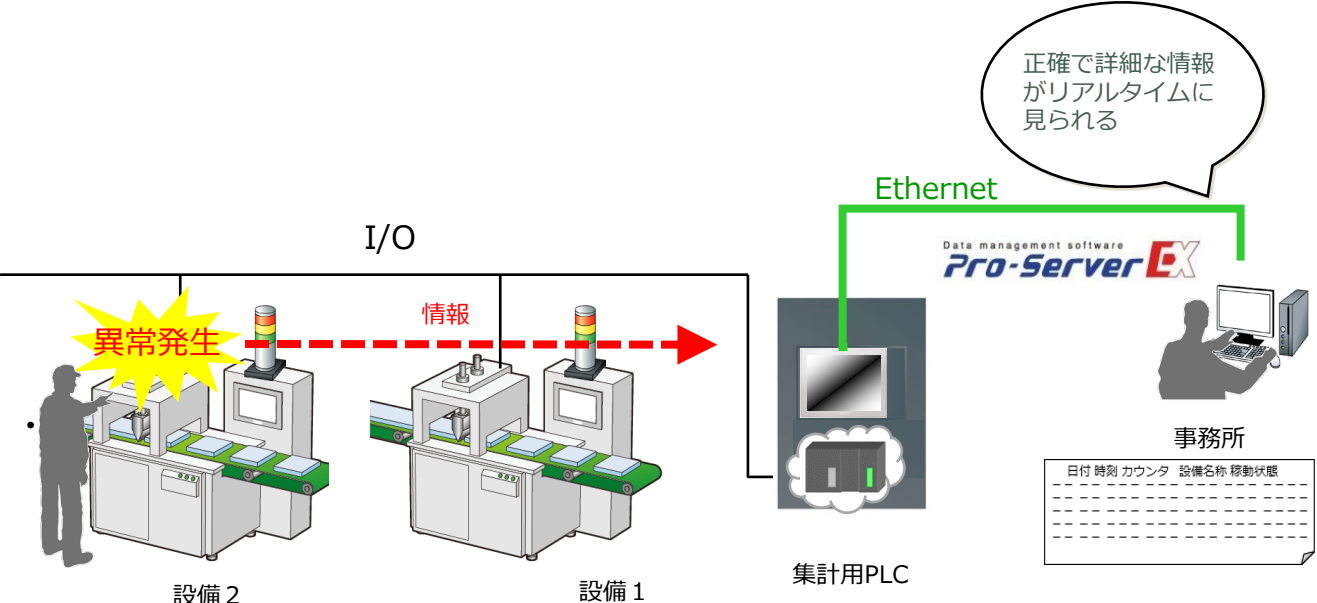 正確で詳細な情報
がリアルタイムに
見られる
Ethernet
I/O
Data management software
Pro-Server EX
情報
異常発生
事務所
日付 時刻 カウンタ 設備名称 稼動状態
集計用PLC
設備1
設備2